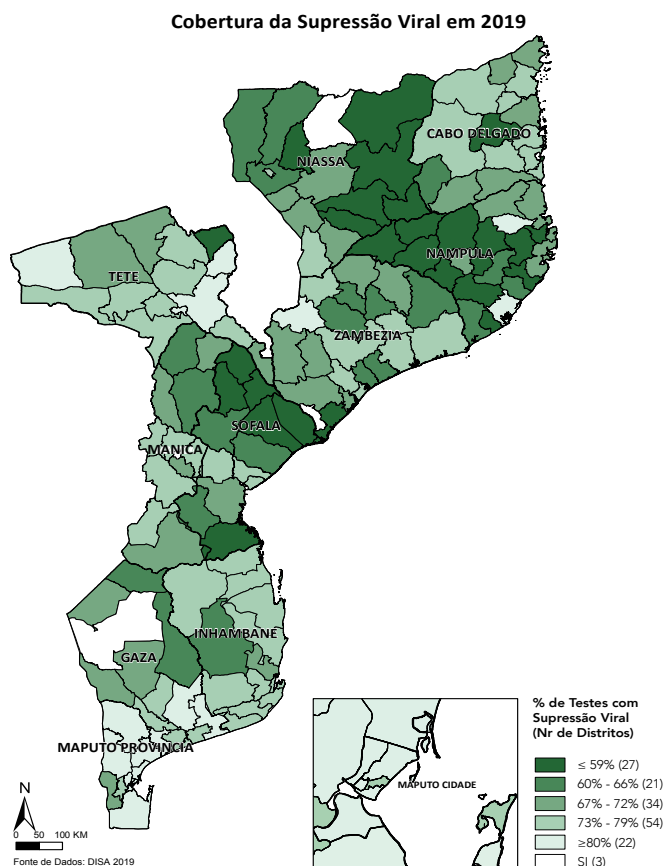 Cobertura da Supressão Viral em 2019
CABO DELGADO
NIASSA
NAMPULA
TETE
ZAMBEZIA
SOFALA
MANICA
INHAMBANE
GAZA
MAPUTO PROVINCIA
MAPUTO CIDADE
% de Testes com
Supressão Viral
(Nr de Distritos)
≤ 59% (27)
60% - 66% (21)
67% - 72% (34)
73% - 79% (54)
≥80% (22)
SI (3)
N
0 50 100 KM
Fonte de Dados: DISA 2019